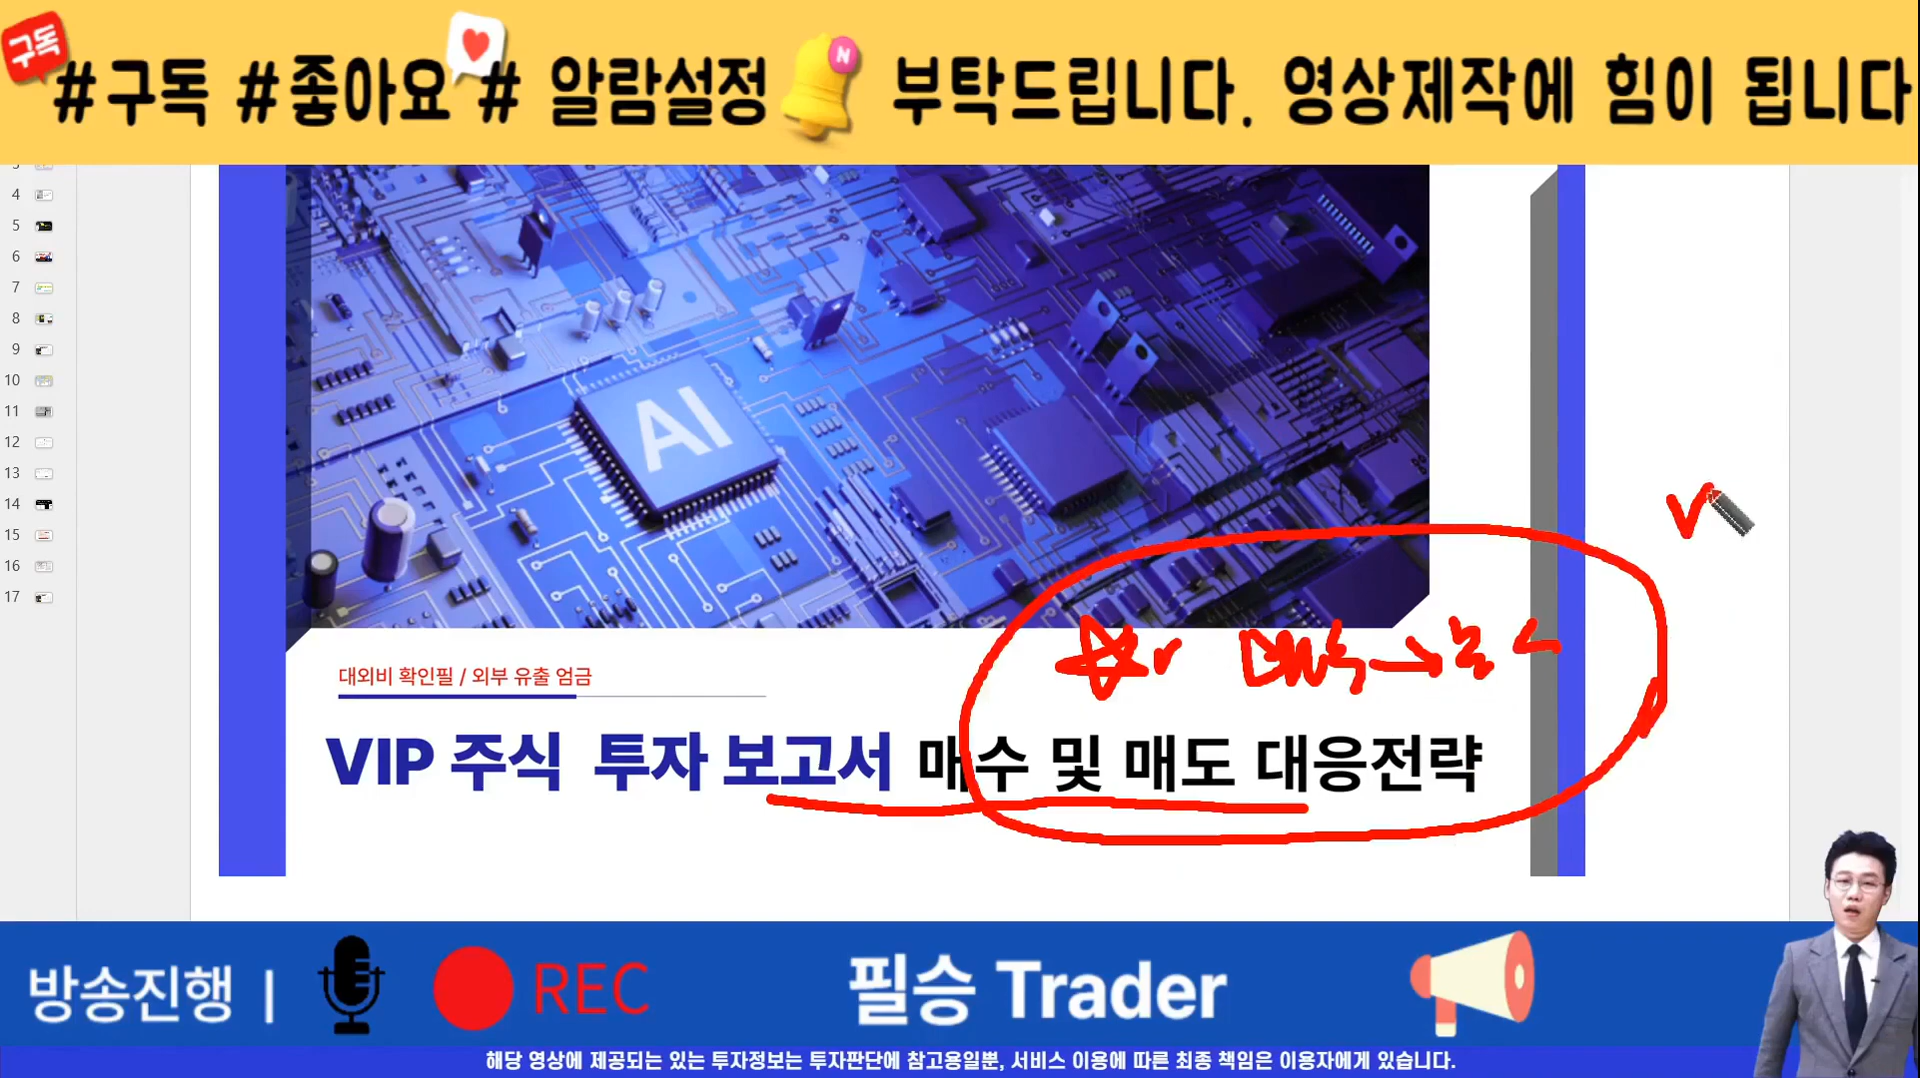 구독
#구독 #좋아요 # 알람설정 N 부탁드립니다. 영상제작에 힘이 됩니다
4
5
6
7
8
9
10
11
12
13
14
15
16
17
AI
대외비 확인필 / 외부 유출 엄금
VIP 주식 투자 보고서 매수 및 매도 대응전략
방송진행 | REC 필승 Trader
해당 영상에 제공되는 있는 투자정보는 투자판단에 참고용일뿐, 서비스 이용에 따른 최종 책임은 이용자에게 있습니다.